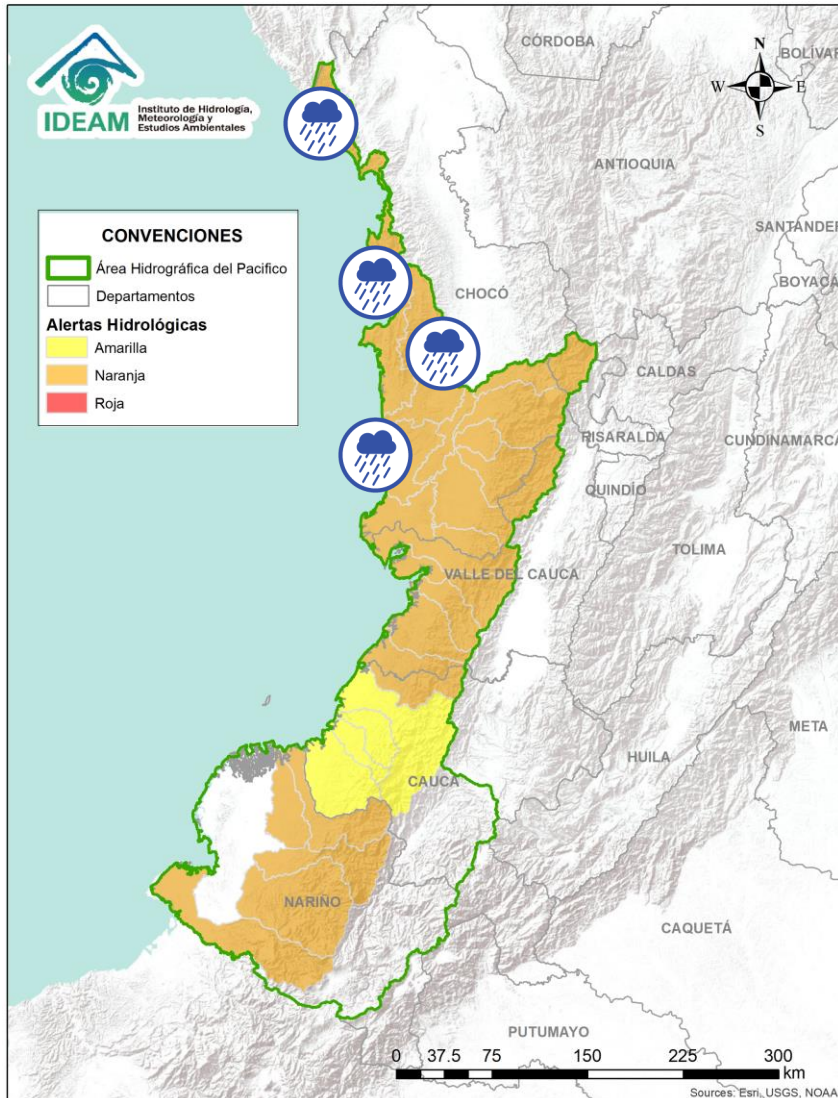 IDEAM
Instituto de Hidrología,
Meteorología y
Estudios Ambientales
CÓRDOBA
BOLÍVAR
N
W
E
S
ANTIOQUIA
SANTANDER
BOYACÁ
CONVENCIONES
Área Hidrográfica del Pacifico
Departamentos
Alertas Hidrológicas
Amarilla
Naranja
Roja
CHOCÓ
CALDAS
RISARALDA
CUNDINAMARCA
QUINDÍO
TOLIMA
VALLE DEL CAUCA
META
HUILA
CAUCA
NARIÑO
CAQUETÁ
PUTUMAYO
0 37.5 75 150 225 300
km
Sources: Esri, USGS, NOAA